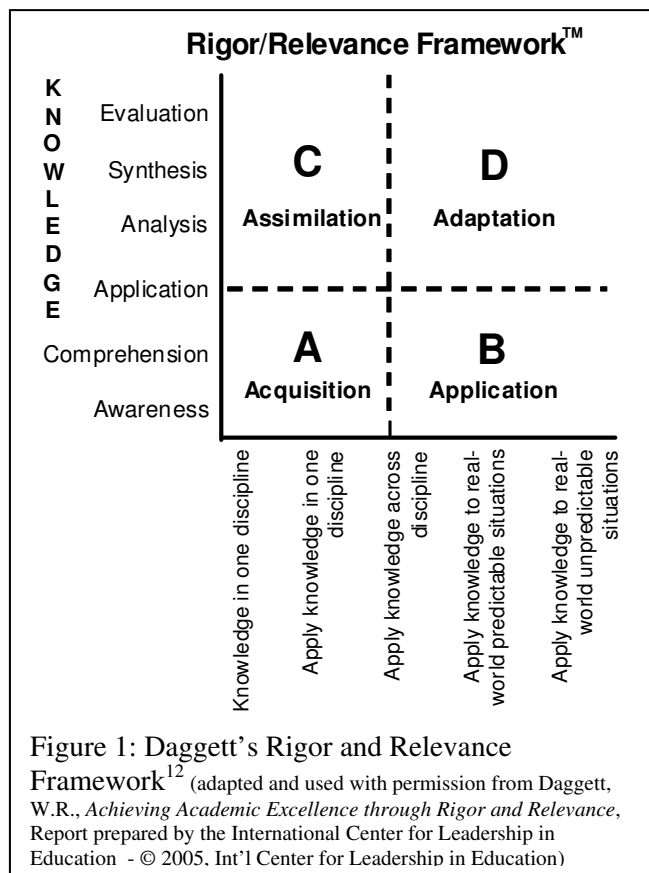 Rigor/Relevance Framework™
K
N
O
W
L
E
D
G
E
Evaluation
Synthesis
Analysis
Application
Comprehension
Awareness
C
Assimilation
D
Adaptation
A
Acquisition
B
Application
Knowledge in one discipline
Apply knowledge in one
discipline
Apply knowledge across
discipline
Apply knowledge to real-
world predictable situations
Apply knowledge to real-
world unpredictable
situations
Figure 1: Daggett's Rigor and Relevance
Framework¹² (adapted and used with permission from Daggett,
W.R., Achieving Academic Excellence through Rigor and Relevance,
Report prepared by the International Center for Leadership in
Education - © 2005, Int'l Center for Leadership in Education)